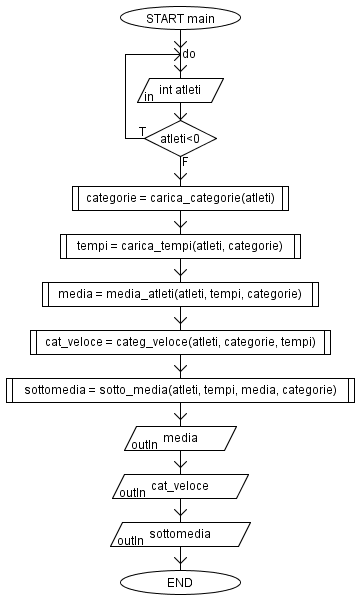 START main
do
int atleti
in
T
atleti<0
F
categorie = carica_categorie(atleti)
tempi = carica_tempi(atleti, categorie)
media = media_atleti(atleti, tempi, categorie)
cat_veloce = categ_veloce(atleti, categorie, tempi)
sottomedia = sotto_media(atleti, tempi, media, categorie)
media
outln
cat_veloce
outln
sottomedia
outln
END